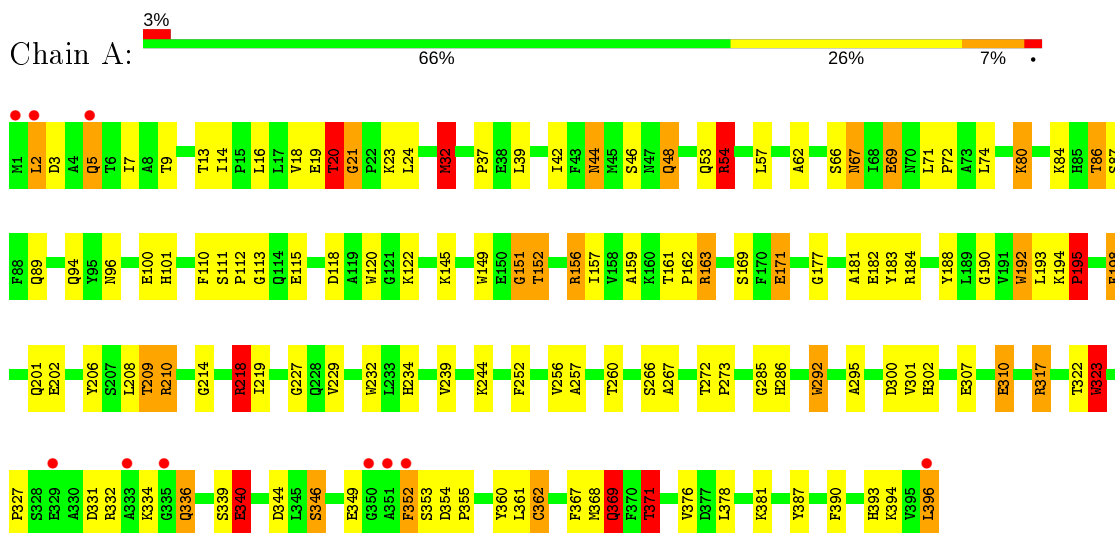 3%
Chain A:
66% 26% 7% •
M1 L2 D3 A4 Q5 T6 I7 A8 T9 T13 I14 P15 L16 L17 V18 E19 T20 G21 P22 K23 L24 M32 P37 E38 L39 I42 F43 N44 M45 S46 N47 Q48 Q53 R54 L57 A62 S66 N67 I68 E69 N70 L71 P72 A73 L74 K80 K84 H85 T86 S87
F88 Q89 Q94 Y95 N96 E100 H101 F110 S111 P112 G113 Q114 E115 D118 A119 W120 G121 K122 K145 W149 E150 G151 T152 R156 I157 V158 A159 K160 T161 P162 R163 S169 F170 E171 G177 A181 E182 Y183 R184 Y188 L189 G190 V191 W192 L193 K194 P195 E198
Q201 E202 Y206 S207 L208 T209 R210 G214 R218 I219 G227 Q228 V229 W232 L233 H234 V239 K244 F252 V256 A257 T260 S266 A267 T272 P273 G285 H286 W292 A295 D300 V301 H302 E307 E310 R317 T322 W323
P327 S328 E329 A330 D331 R332 A333 K334 G335 Q336 S339 E340 D344 L345 S346 E349 G350 A351 F352 S353 D354 P355 Y360 L361 C362 F367 M368 Q369 F370 T371 V376 D377 L378 K381 Y387 F390 H393 K394 V395 L396